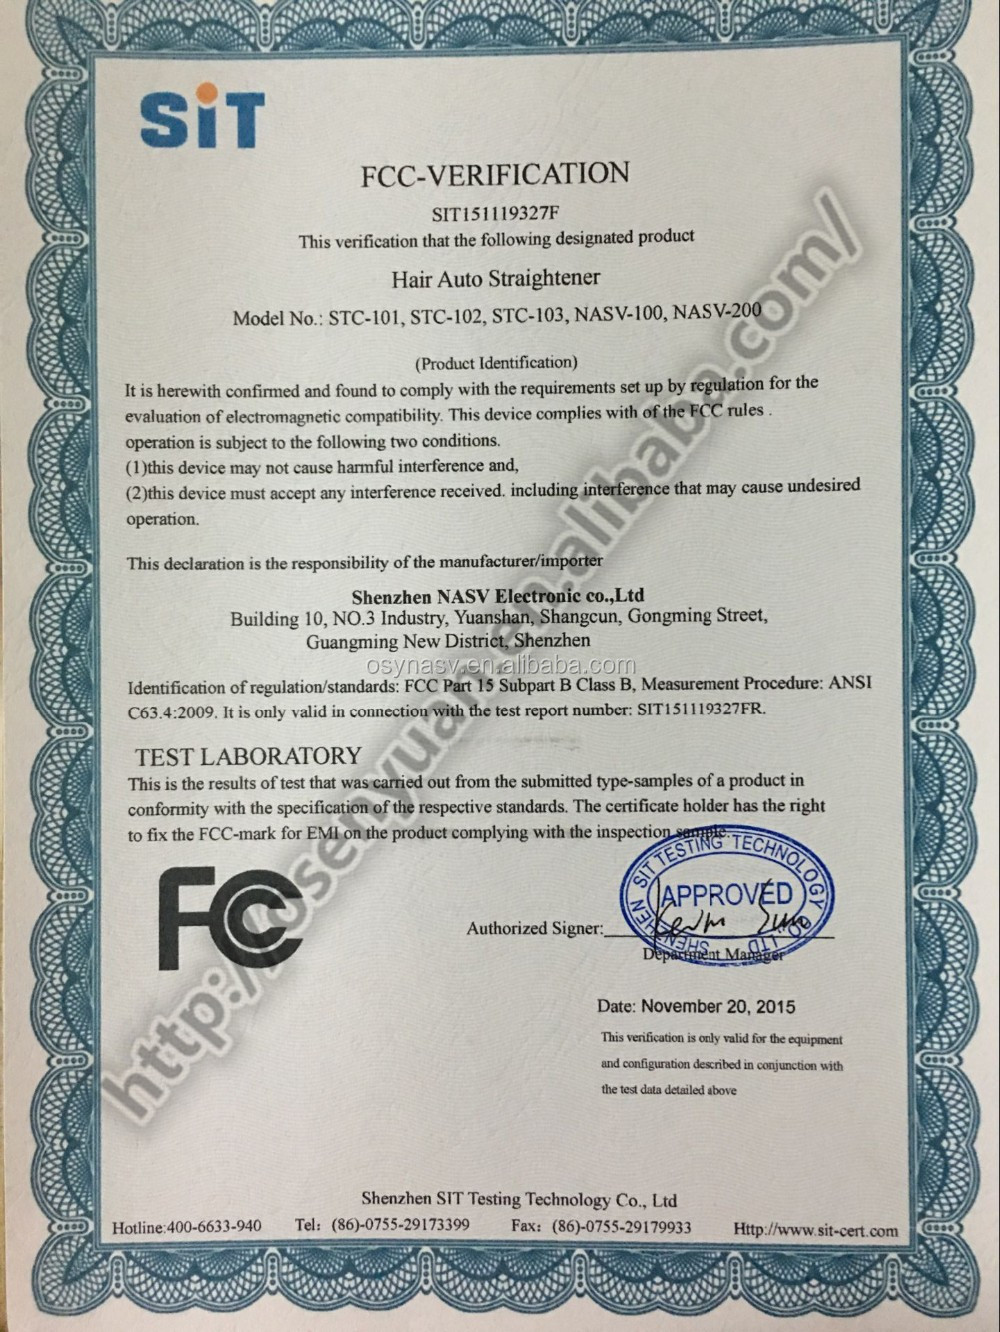 SiT
FCC-VERIFICATION
SIT151119327F
This verification that the following designated product
Hair Auto Straightener
Model No.: STC-101, STC-102, STC-103, NASV-100, NASV-200
(Product Identification)
It is herewith confirmed and found to comply with the requirements set up by regulation for the
evaluation of electromagnetic compatibility. This device complies with of the FCC rules .
operation is subject to the following two conditions.
(1)this device may not cause harmful interference and,
(2)this device must accept any interference received. including interference that may cause undesired
operation.
This declaration is the responsibility of the manufacturer/importer
Shenzhen NASV Electronic co.,Ltd
Building 10, NO.3 Industry, Yuanshan, Shangcun, Gongming Street,
Guangming New District, Shenzhen
osynasv.en.alibaba.com
Identification of regulation/standards: FCC Part 15 Subpart B Class B, Measurement Procedure: ANSI
C63.4:2009. It is only valid in connection with the test report number: SIT151119327FR.
TEST LABORATORY
This is the results of test that was carried out from the submitted type-samples of a product in
conformity with the specification of the respective standards. The certificate holder has the right
to fix the FCC-mark for EMI on the product complying with the inspection sample.
FC
SHENZHEN SIT TESTING TECHNOLOGY CO., LTD
APPROVED
Authorized Signer:
Department Manager
Date: November 20, 2015
This verification is only valid for the equipment
and configuration described in conjunction with
the test data detailed above
http://osenyuan.en.alibaba.com/
Shenzhen SIT Testing Technology Co., Ltd
Hotline:400-6633-940 Tel: (86)-0755-29173399 Fax: (86)-0755-29179933 Http://www.sit-cert.com